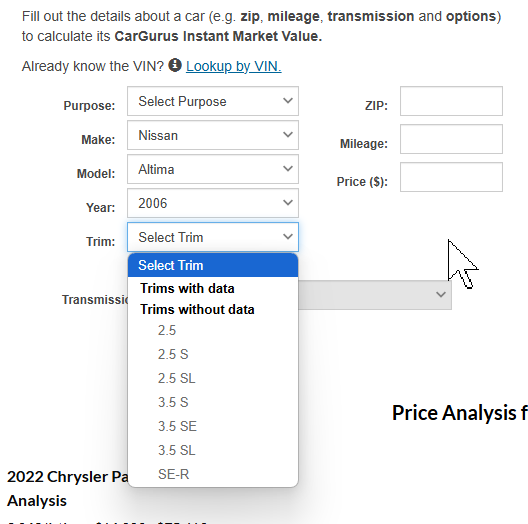 Fill out the details about a car (e.g. zip, mileage, transmission and options)
to calculate its CarGurus Instant Market Value.
Already know the VIN? Lookup by VIN.
Purpose: Select Purpose
ZIP:
Make: Nissan
Mileage:
Model: Altima
Price ($):
Year: 2006
Trim: Select Trim
Select Trim
Trims with data
Trims without data
Transmissio
2.5
2.5 S
2.5 SL
3.5 S
3.5 SE
3.5 SL
SE-R
Price Analysis f
2022 Chrysler Pa
Analysis